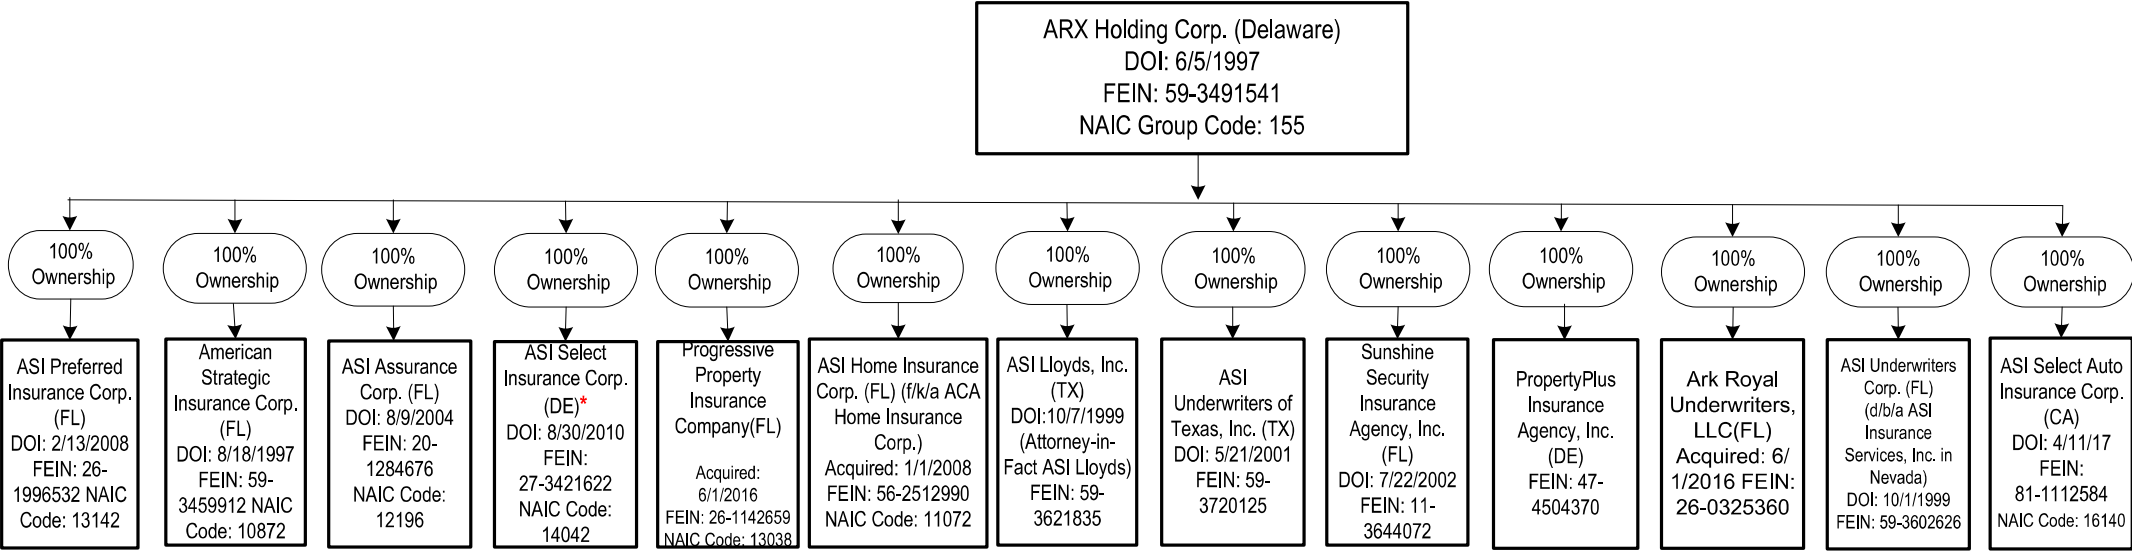 ARX Holding Corp. (Delaware)
DOI: 6/5/1997
FEIN: 59-3491541
NAIC Group Code: 155
100%
Ownership
100%
Ownership
100%
Ownership
100%
Ownership
100%
Ownership
100%
Ownership
100%
Ownership
100%
Ownership
100%
Ownership
100%
Ownership
100%
Ownership
100%
Ownership
100%
Ownership
ASI Preferred
Insurance Corp.
(FL)
DOI: 2/13/2008
FEIN: 26-
1996532 NAIC
Code: 13142
American
Strategic
Insurance Corp.
(FL)
DOI: 8/18/1997
FEIN: 59-
3459912 NAIC
Code: 10872
ASI Assurance
Corp. (FL)
DOI: 8/9/2004
FEIN: 20-
1284676
NAIC Code:
12196
ASI Select
Insurance Corp.
(DE)*
DOI: 8/30/2010
FEIN:
27-3421622
NAIC Code:
14042
Progressive
Property
Insurance
Company(FL)
Acquired:
6/1/2016
FEIN: 26-1142659
NAIC Code: 13038
ASI Home Insurance
Corp. (FL) (f/k/a ACA
Home Insurance
Corp.)
Acquired: 1/1/2008
FEIN: 56-2512990
NAIC Code: 11072
ASI Lloyds, Inc.
(TX)
DOI:10/7/1999
(Attorney-in-
Fact ASI Lloyds)
FEIN: 59-
3621835
ASI
Underwriters of
Texas, Inc. (TX)
DOI: 5/21/2001
FEIN: 59-
3720125
Sunshine
Security
Insurance
Agency, Inc.
(FL)
DOI: 7/22/2002
FEIN: 11-
3644072
PropertyPlus
Insurance
Agency, Inc.
(DE)
FEIN: 47-
4504370
Ark Royal
Underwriters,
LLC(FL)
Acquired: 6/
1/2016 FEIN:
26-0325360
ASI Underwriters
Corp. (FL)
(d/b/a ASI
Insurance
Services, Inc. in
Nevada)
DOI: 10/1/1999
FEIN: 59-3602626
ASI Select Auto
Insurance Corp.
(CA)
DOI: 4/11/17
FEIN:
81-1112584
NAIC Code: 16140